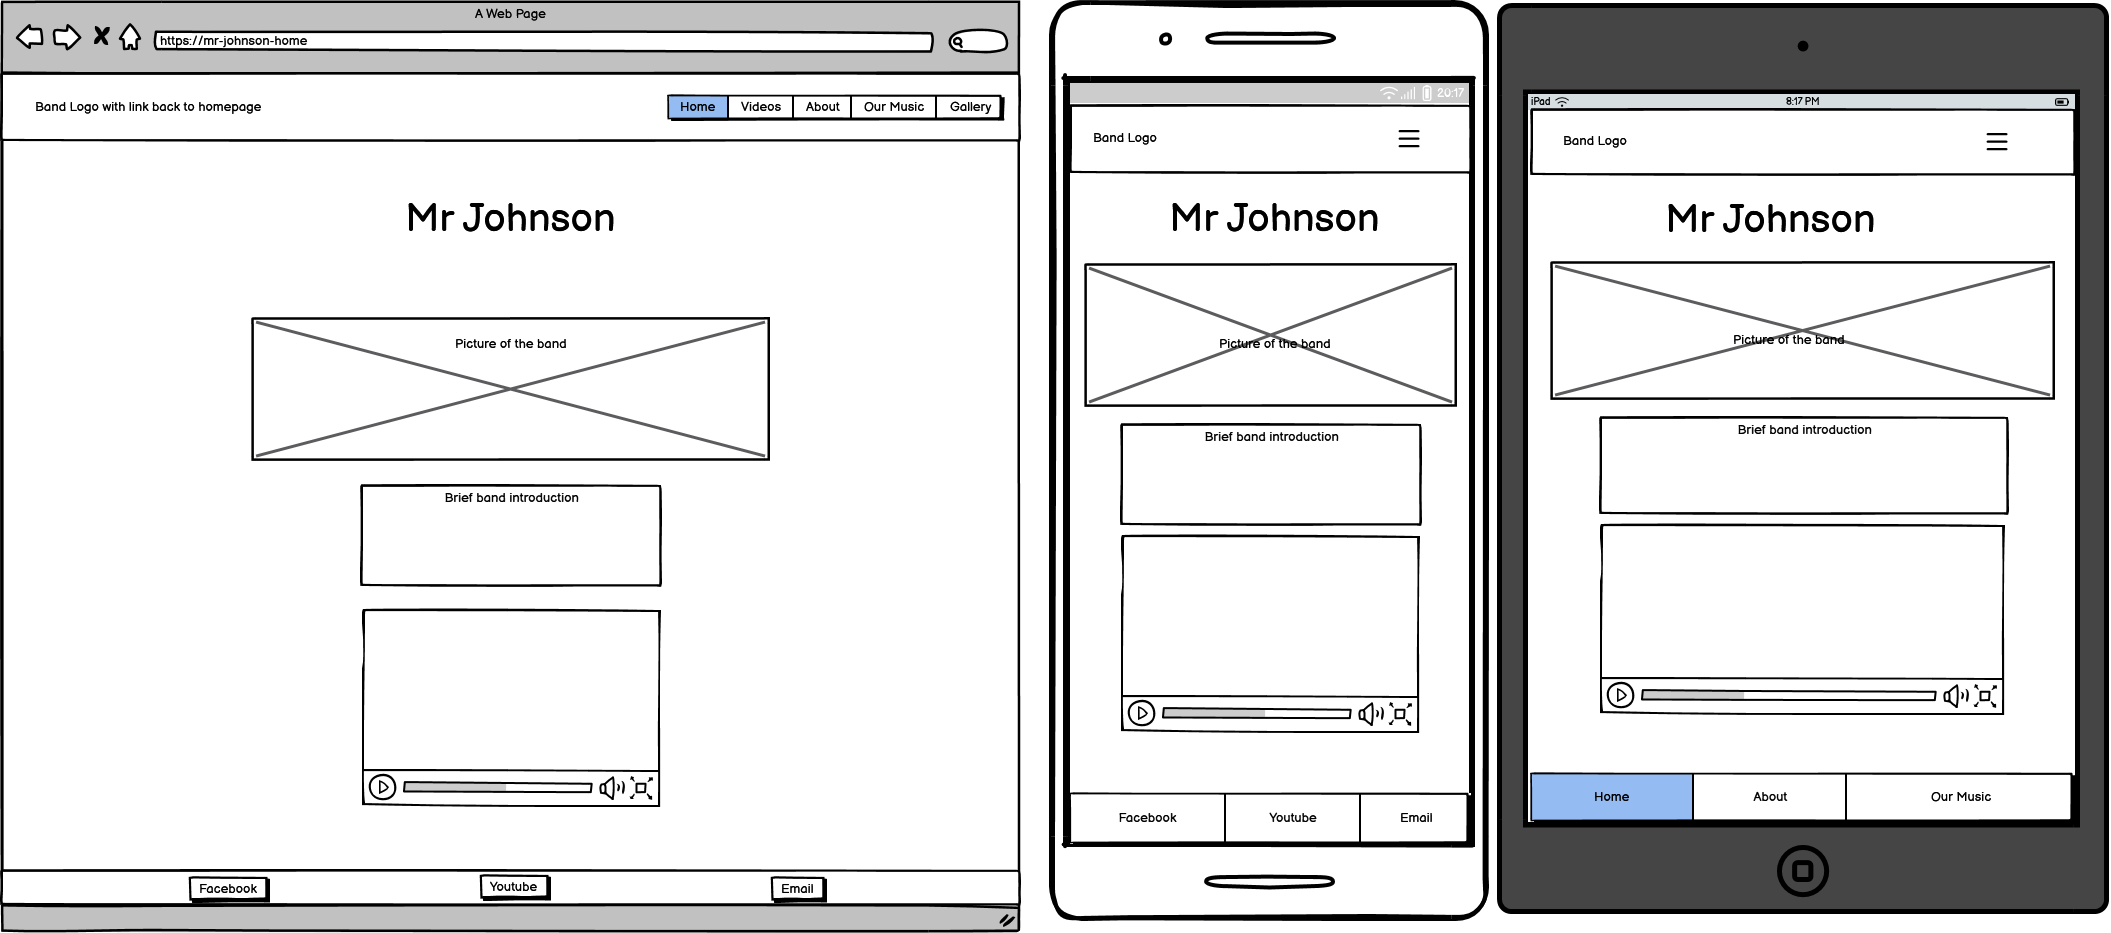 A Web Page
https://mr-johnson-home
Band Logo with link back to homepage
Home Videos About Our Music Gallery
Mr Johnson
Picture of the band
Brief band introduction
Facebook Youtube Email
20:17
Band Logo
Mr Johnson
Picture of the band
Brief band introduction
Facebook Youtube Email
iPad 8:17 PM
Band Logo
Mr Johnson
Picture of the band
Brief band introduction
Home About Our Music